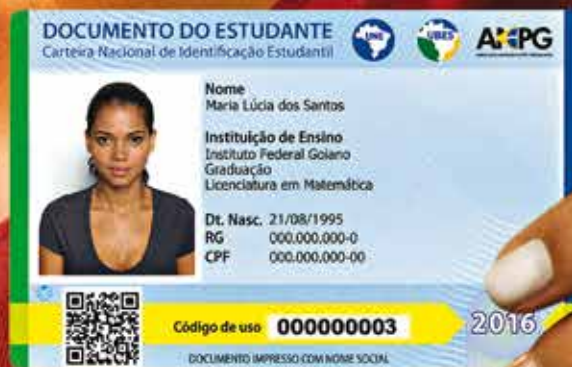 DOCUMENTO DO ESTUDANTE
Carteira Nacional de Identificação Estudantil
UNE
UBES
ANPG
Nome
Maria Lúcia dos Santos
Instituição de Ensino
Instituto Federal Goiano
Graduação
Licenciatura em Matemática
Dt. Nasc. 21/08/1995
RG 000.000.000-0
CPF 000.000.000-00
Código de uso 000000003
2016
DOCUMENTO IMPRESSO COM NOME SOCIAL